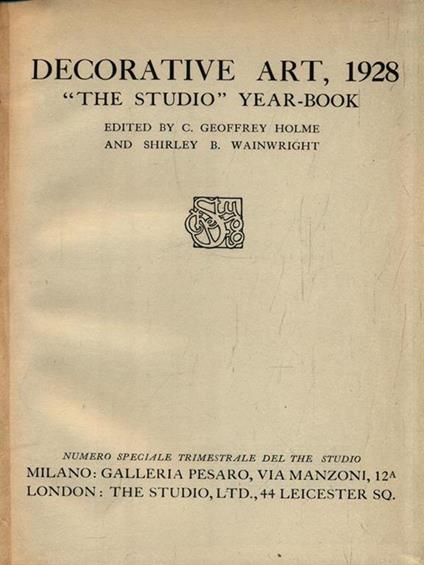 DECORATIVE ART, 1928
“THE STUDIO” YEAR-BOOK
EDITED BY C. GEOFFREY HOLME
AND SHIRLEY B. WAINWRIGHT
NUMERO SPECIALE TRIMESTRALE DEL THE STUDIO
MILANO: GALLERIA PESARO, VIA MANZONI, 12A
LONDON: THE STUDIO, LTD., 44 LEICESTER SQ.